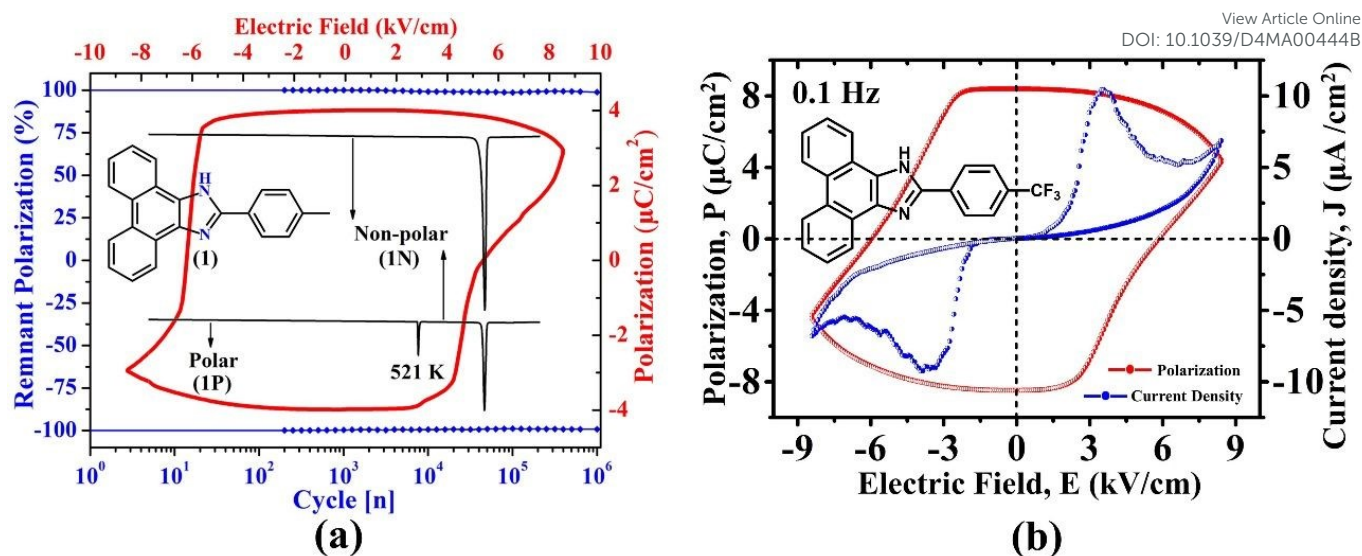 View Article Online
DOI: 10.1039/D4MA00444B
Electric Field (kV/cm)
-10 -8 -6 -4 -2 0 2 4 6 8 10
Remnant Polarization (%)
100
75
50
25
0
-25
-50
-75
-100
H
N
N
(1)
Non-polar
(1N)
Polar
(1P)
521 K
4
2
0
-2
-4
Polarization (μC/cm²)
10⁰ 10¹ 10² 10³ 10⁴ 10⁵ 10⁶
Cycle [n]
(a)
Polarization, P (μC/cm²)
8
4
0
-4
-8
0.1 Hz
H
N
N
CF₃
Polarization
Current Density
10
5
0
-5
-10
Current density, J (μA /cm²)
-9 -6 -3 0 3 6 9
Electric Field, E (kV/cm)
(b)